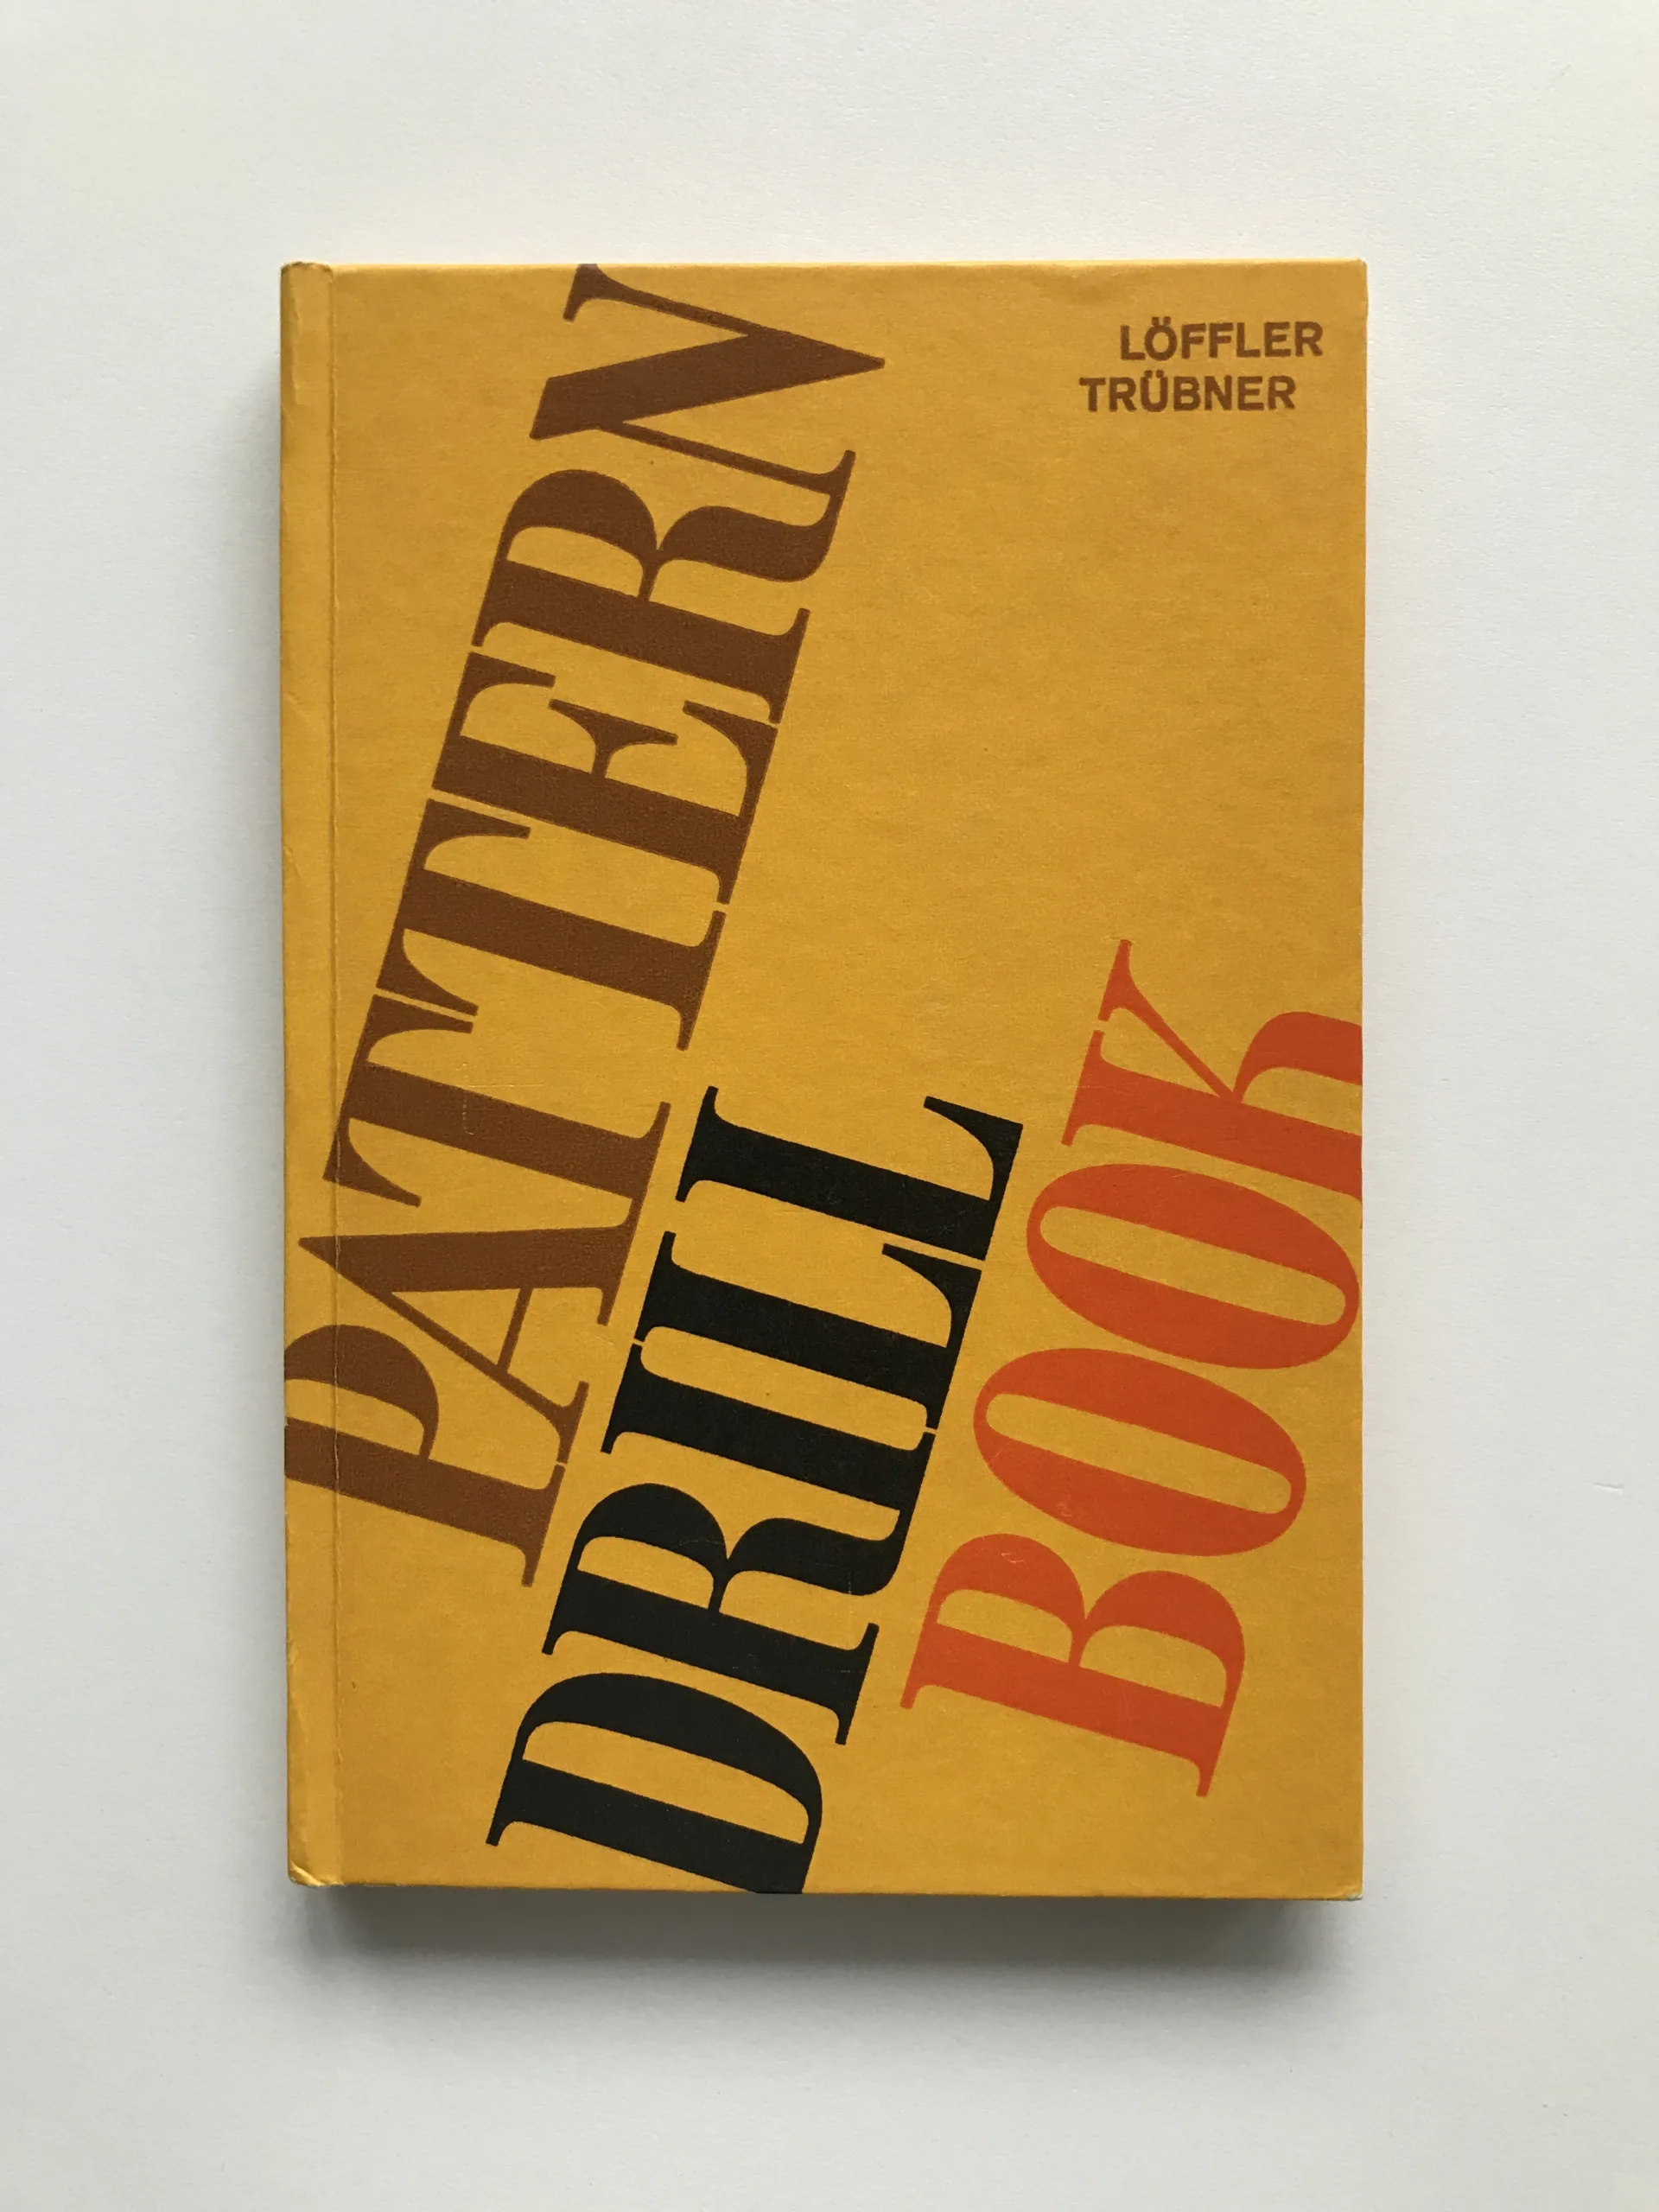 LÖFFLER
TRÜBNER
PATTERN
DRILL
BOOK